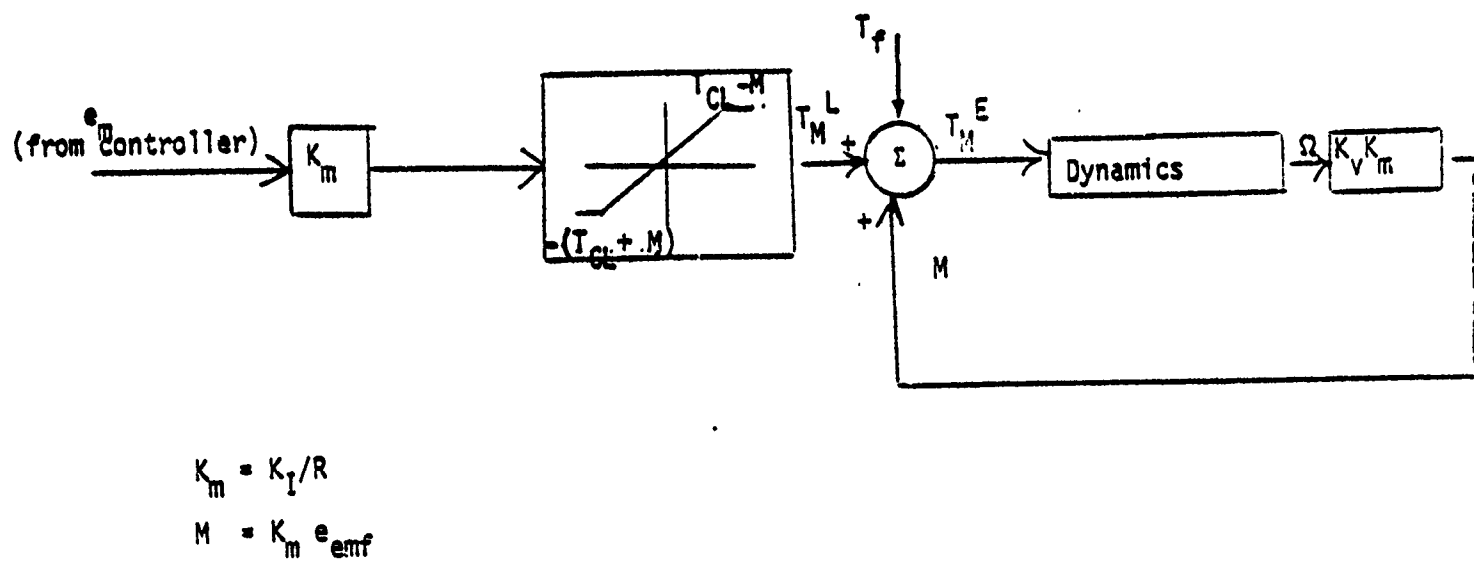 T_f
e_m
(from controller)
K_m
T_CL-M
-(T_CL+ M)
T_M^L
+
Σ
+
T_M^E
Dynamics
Ω
K_v K_m
M
K_m = K_I/R
M = K_m e_emf